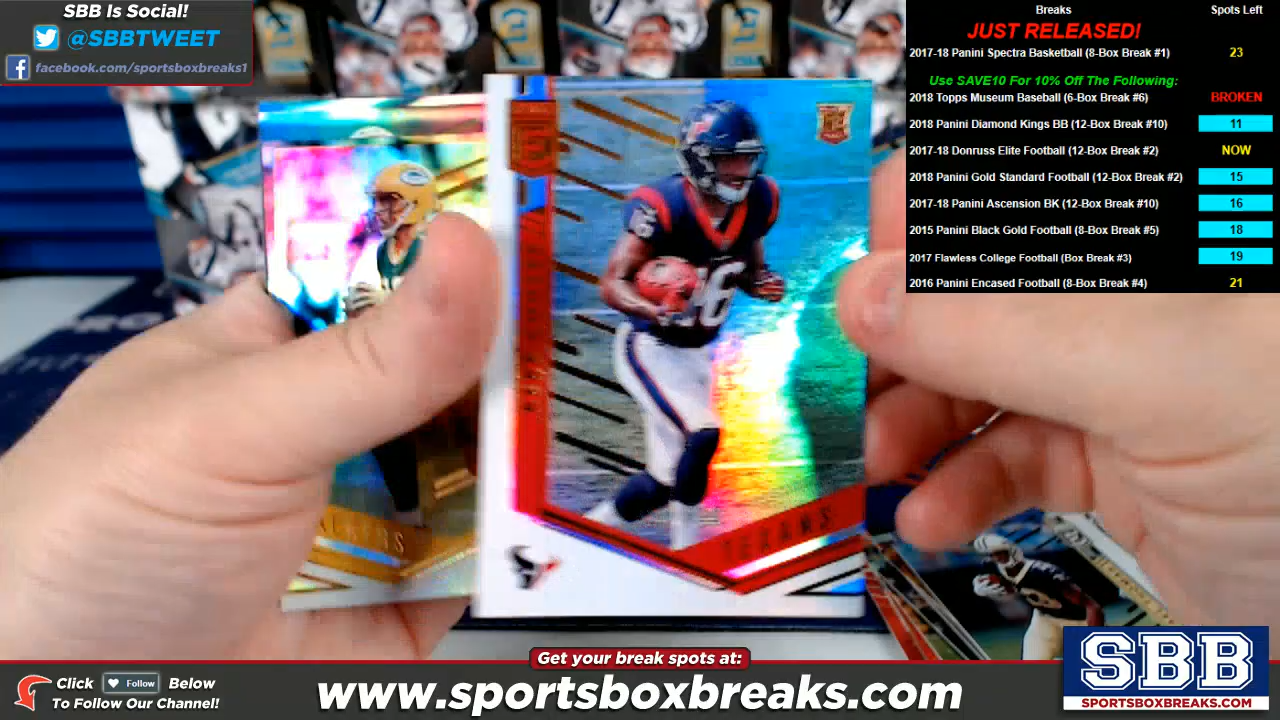 SBB Is Social!
@SBBTWEET
facebook.com/sportsboxbreaks1
Breaks Spots Left
JUST RELEASED!
2017-18 Panini Spectra Basketball (8-Box Break #1) 23
Use SAVE10 For 10% Off The Following:
2018 Topps Museum Baseball (6-Box Break #6) BROKEN
2018 Panini Diamond Kings BB (12-Box Break #10) 11
2017-18 Donruss Elite Football (12-Box Break #2) NOW
2018 Panini Gold Standard Football (12-Box Break #2) 15
2017-18 Panini Ascension BK (12-Box Break #10) 16
2015 Panini Black Gold Football (8-Box Break #5) 18
2017 Flawless College Football (Box Break #3) 19
2016 Panini Encased Football (8-Box Break #4) 21
16
TEXANS
Get your break spots at:
Click Follow Below
To Follow Our Channel!
www.sportsboxbreaks.com
SBB
SPORTSBOXBREAKS.COM